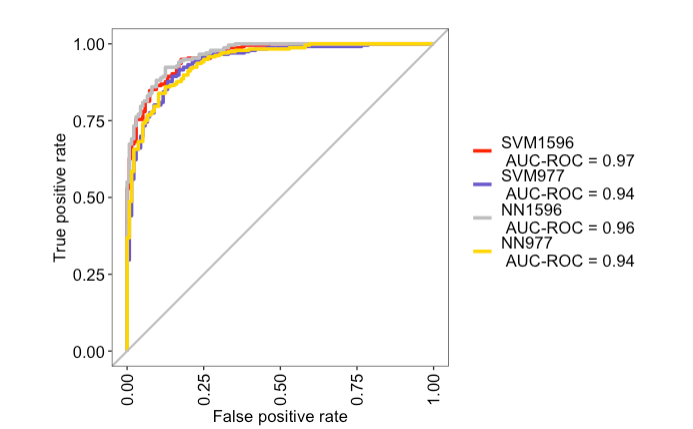 1.00
0.75
0.50
0.25
0.00
True positive rate
0.00
0.25
0.50
0.75
1.00
False positive rate
SVM1596
AUC-ROC = 0.97
SVM977
AUC-ROC = 0.94
NN1596
AUC-ROC = 0.96
NN977
AUC-ROC = 0.94